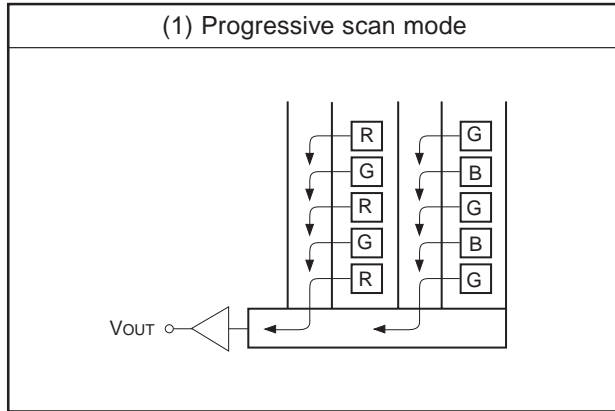 (1) Progressive scan mode
R G
G B
R G
G B
R G
VOUT